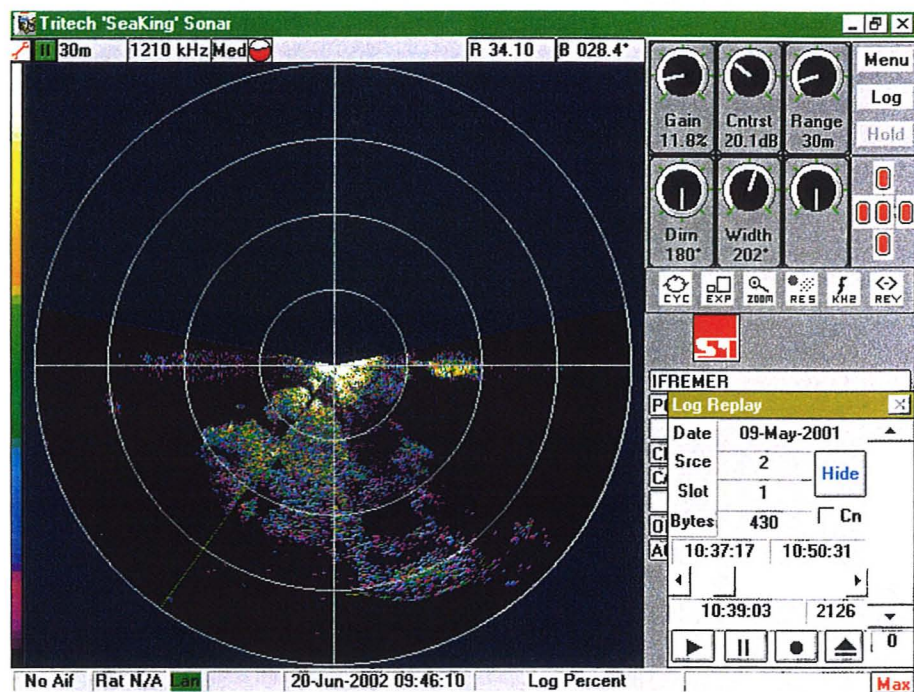 Tritech 'SeaKing' Sonar
30m 1210 kHz Med R 34.10 B 028.4°
Menu
Log
Hold
Gain Cntrst Range
11.8% 20.1dB 30m
Dirn Width
180° 202°
CYC EXP ZOOM RES KHZ REV
IFREMER
Log Replay
Date 09-May-2001
Srce 2
Hide
Slot 1
Bytes 430 Cn
10:37:17 10:50:31
10:39:03 2126
0
No Aif Rat N/A Lan 20-Jun-2002 09:46:10 Log Percent Max